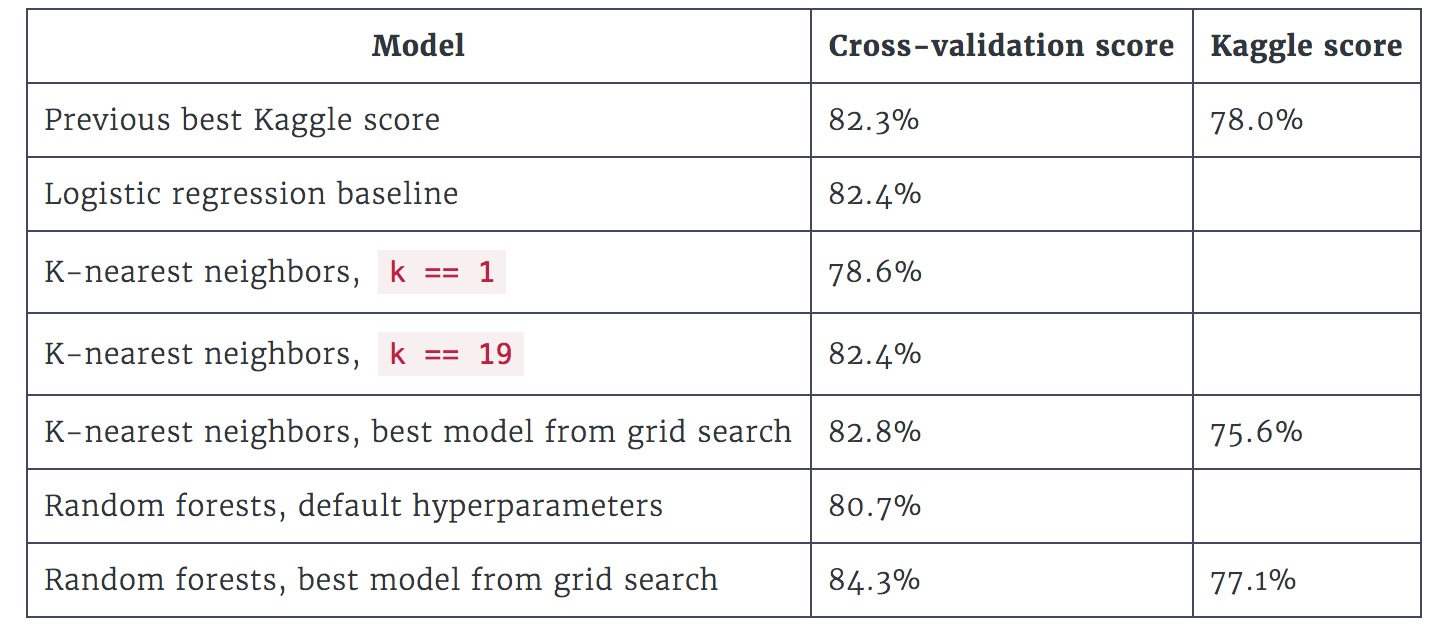 Model Cross-validation score Kaggle score
Previous best Kaggle score 82.3% 78.0%
Logistic regression baseline 82.4%
K-nearest neighbors, k == 1 78.6%
K-nearest neighbors, k == 19 82.4%
K-nearest neighbors, best model from grid search 82.8% 75.6%
Random forests, default hyperparameters 80.7%
Random forests, best model from grid search 84.3% 77.1%